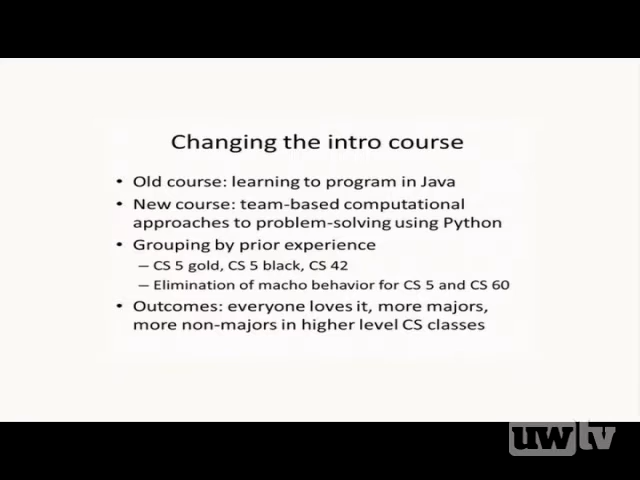 Changing the intro course
• Old course: learning to program in Java
• New course: team-based computational
approaches to problem-solving using Python
• Grouping by prior experience
– CS 5 gold, CS 5 black, CS 42
– Elimination of macho behavior for CS 5 and CS 60
• Outcomes: everyone loves it, more majors,
more non-majors in higher level CS classes
uwtv